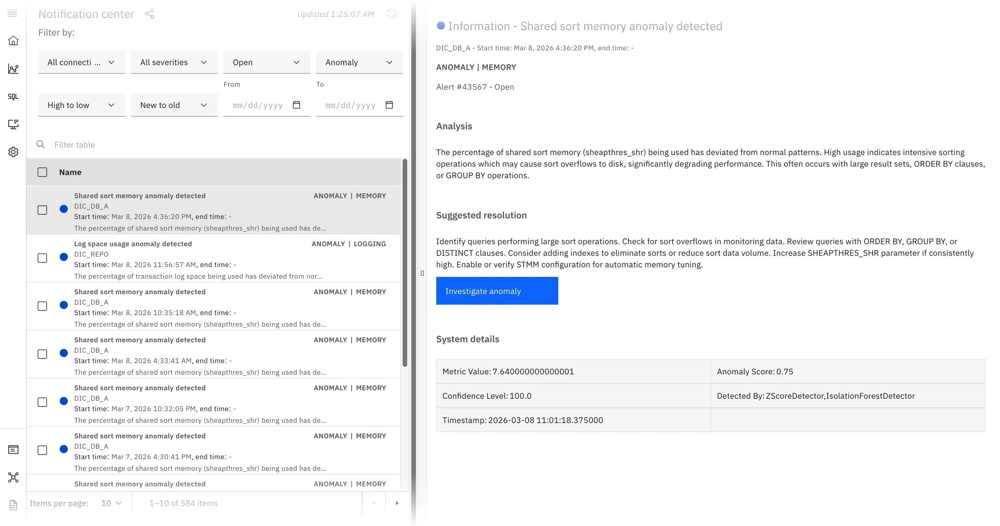 Notification center
Updated 1:25:07 AM
Filter by:
All connecti ...
All severities
Open
Anomaly
From
To
High to low
New to old
mm/dd/yyyy
mm/dd/yyyy
SQL
Filter table
Name
Shared sort memory anomaly detected
ANOMALY | MEMORY
DIC_DB_A
Start time: Mar 8, 2026 4:36:20 PM, end time: -
The percentage of shared sort memory (sheapthres_shr) being used has de...
Log space usage anomaly detected
ANOMALY | LOGGING
DIC_REPO
Start time: Mar 8, 2026 11:56:57 AM, end time: -
The percentage of transaction log space being used has deviated from nor...
Shared sort memory anomaly detected
ANOMALY | MEMORY
DIC_DB_A
Start time: Mar 8, 2026 10:35:18 AM, end time: -
The percentage of shared sort memory (sheapthres_shr) being used has de...
Shared sort memory anomaly detected
ANOMALY | MEMORY
DIC_DB_A
Start time: Mar 8, 2026 4:33:41 AM, end time: -
The percentage of shared sort memory (sheapthres_shr) being used has de...
Shared sort memory anomaly detected
ANOMALY | MEMORY
DIC_DB_A
Start time: Mar 7, 2026 10:32:05 PM, end time: -
The percentage of shared sort memory (sheapthres_shr) being used has de...
Shared sort memory anomaly detected
ANOMALY | MEMORY
DIC_DB_A
Start time: Mar 7, 2026 4:30:41 PM, end time: -
The percentage of shared sort memory (sheapthres_shr) being used has de...
Shared sort memory anomaly detected
ANOMALY | MEMORY
Items per page: 10
1–10 of 584 items
Information - Shared sort memory anomaly detected
DIC_DB_A - Start time: Mar 8, 2026 4:36:20 PM, end time: -
ANOMALY | MEMORY
Alert #43567 - Open
Analysis
The percentage of shared sort memory (sheapthres_shr) being used has deviated from normal patterns. High usage indicates intensive sorting
operations which may cause sort overflows to disk, significantly degrading performance. This often occurs with large result sets, ORDER BY clauses,
or GROUP BY operations.
Suggested resolution
Identify queries performing large sort operations. Check for sort overflows in monitoring data. Review queries with ORDER BY, GROUP BY, or
DISTINCT clauses. Consider adding indexes to eliminate sorts or reduce sort data volume. Increase SHEAPTHRES_SHR parameter if consistently
high. Enable or verify STMM configuration for automatic memory tuning.
Investigate anomaly
System details
Metric Value: 7.640000000000001
Anomaly Score: 0.75
Confidence Level: 100.0
Detected By: ZScoreDetector,IsolationForestDetector
Timestamp: 2026-03-08 11:01:18.375000